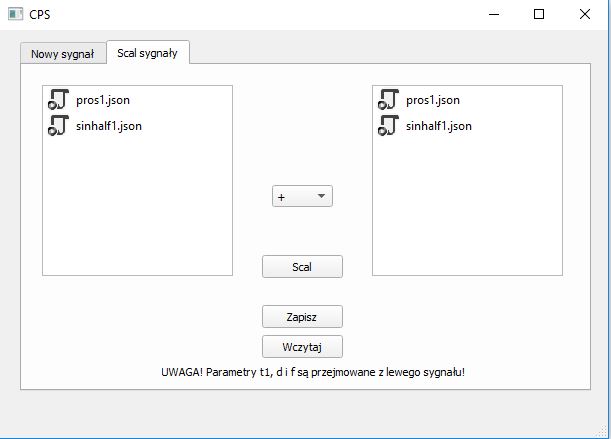 CPS
Nowy sygnał
Scal sygnały
pros1.json
sinhalf1.json
+
Scal
Zapisz
Wczytaj
pros1.json
sinhalf1.json
UWAGA! Parametry t1, d i f są przejmowane z lewego sygnału!